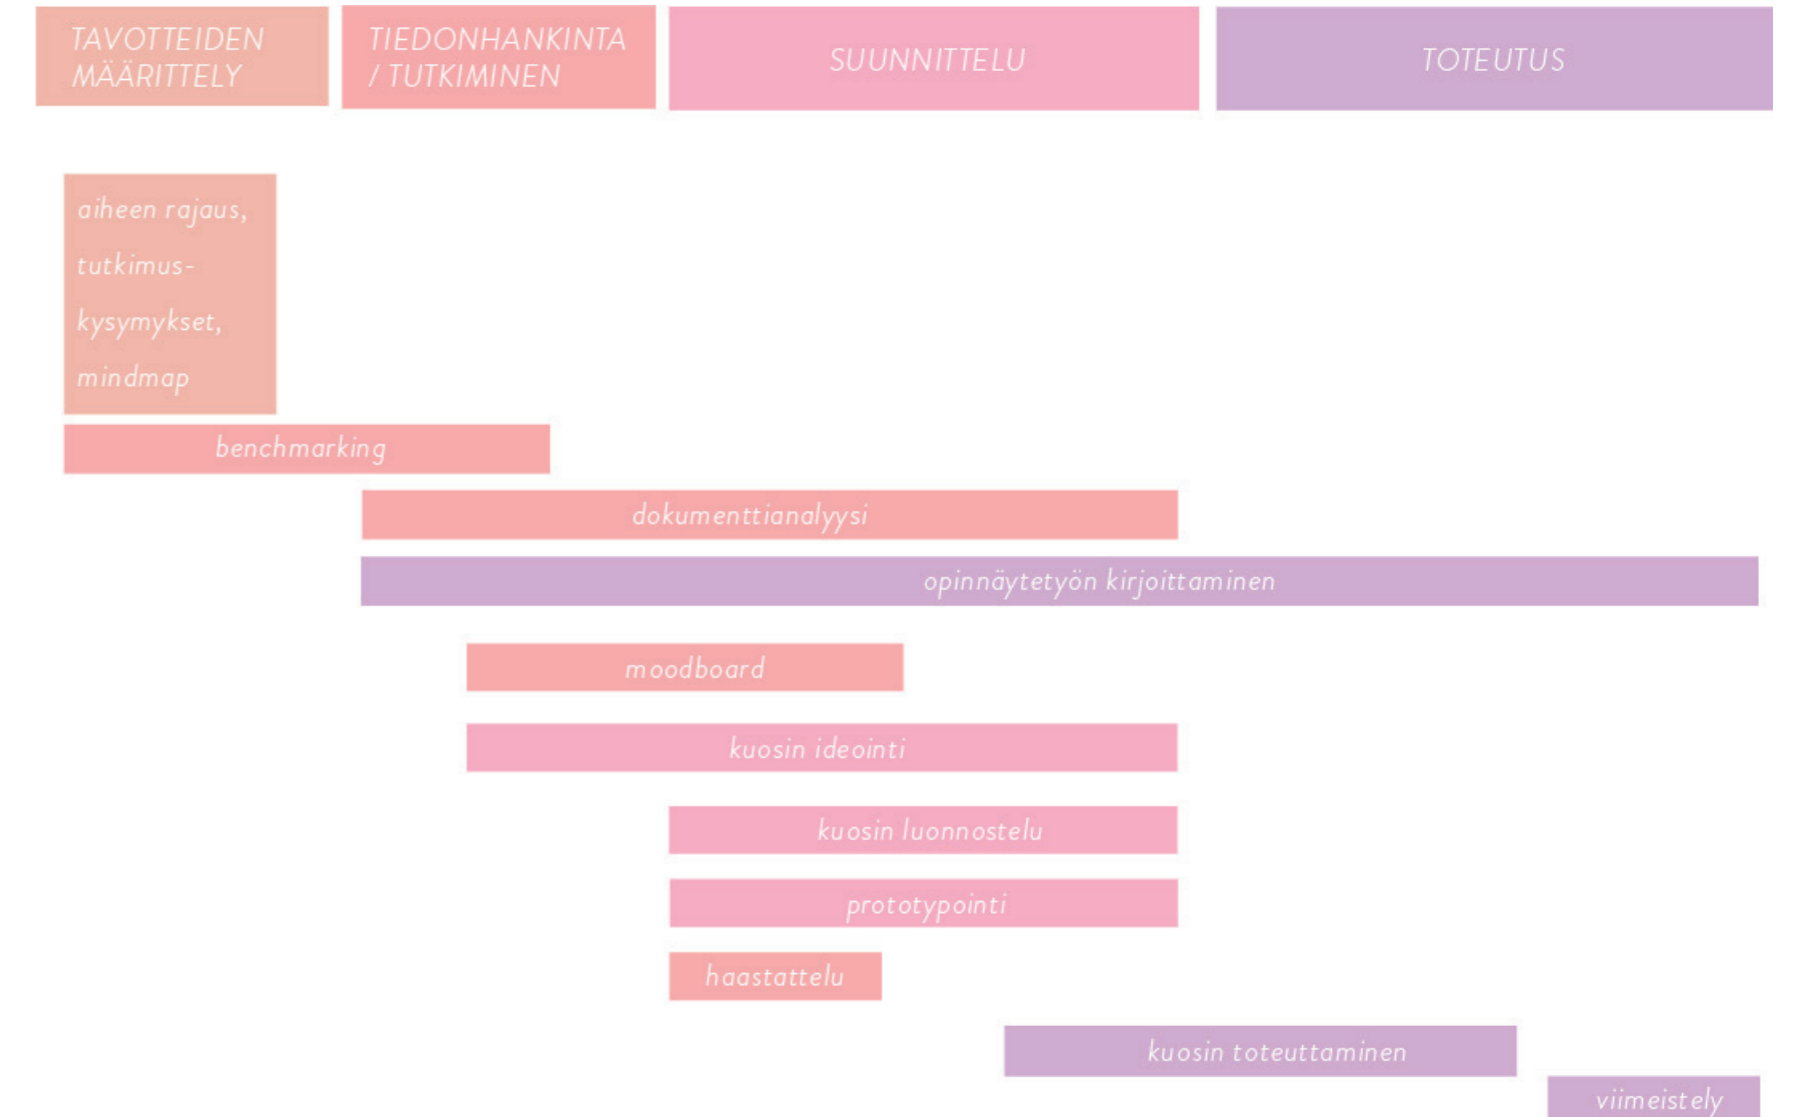 TAVOTTEIDEN
MÄÄRITTELY
TIEDONHANKINTA
/ TUTKIMINEN
SUUNNITTELU
TOTEUTUS
aiheen rajaus,
tutkimus-
kysymykset,
mindmap
benchmarking
dokumenttianalyysi
opinnäytetyön kirjoittaminen
moodboard
kuosin ideointi
kuosin luonnostelu
prototypointi
haastattelu
kuosin toteuttaminen
viimeistely